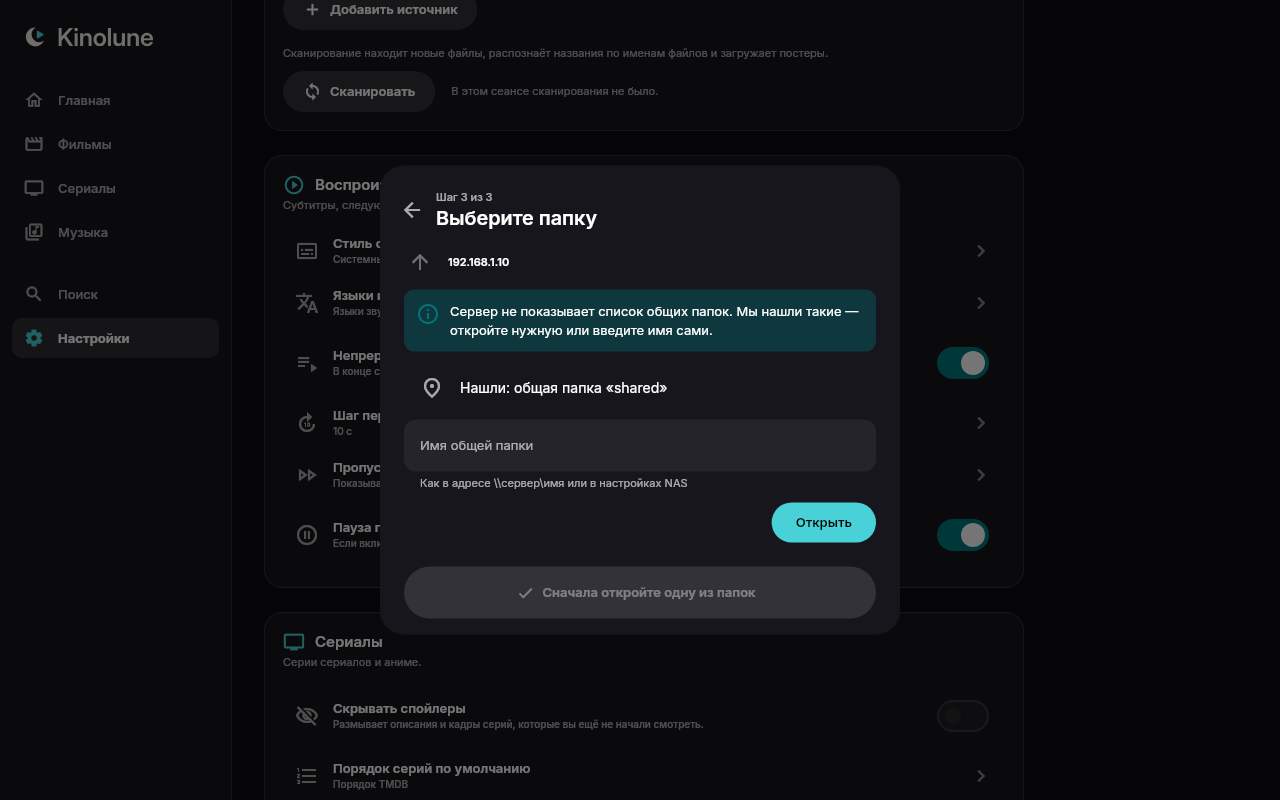 Kinolune
Главная
Фильмы
Сериалы
Музыка
Поиск
Настройки
Добавить источник
Сканирование находит новые файлы, распознаёт названия по именам файлов и загружает постеры.
Сканировать
В этом сеансе сканирования не было.
Шаг 3 из 3
Выберите папку
192.168.1.10
Сервер не показывает список общих папок. Мы нашли такие —
откройте нужную или введите имя сами.
Нашли: общая папка «shared»
Имя общей папки
Как в адресе \\сервер\имя или в настройках NAS
Открыть
Сначала откройте одну из папок
10 с
Сериалы
Серии сериалов и аниме.
Скрывать спойлеры
Размывает описания и кадры серий, которые вы ещё не начали смотреть.
Порядок серий по умолчанию
Порядок TMDB